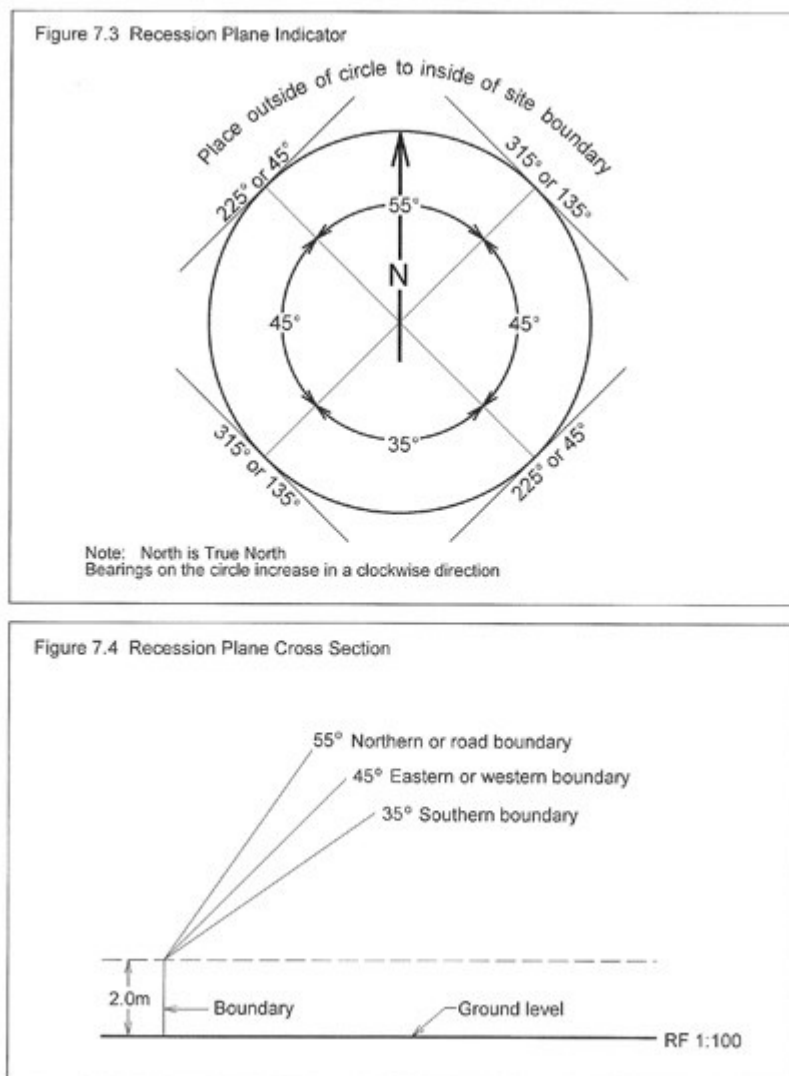 Figure 7.3 Recession Plane Indicator
Place outside of circle to inside of site boundary
225° or 45°
315° or 135°
55°
N
45°
45°
35°
315° or 135°
225° or 45°
Note: North is True North
Bearings on the circle increase in a clockwise direction
Figure 7.4 Recession Plane Cross Section
55° Northern or road boundary
45° Eastern or western boundary
35° Southern boundary
2.0m
Boundary
Ground level
RF 1:100